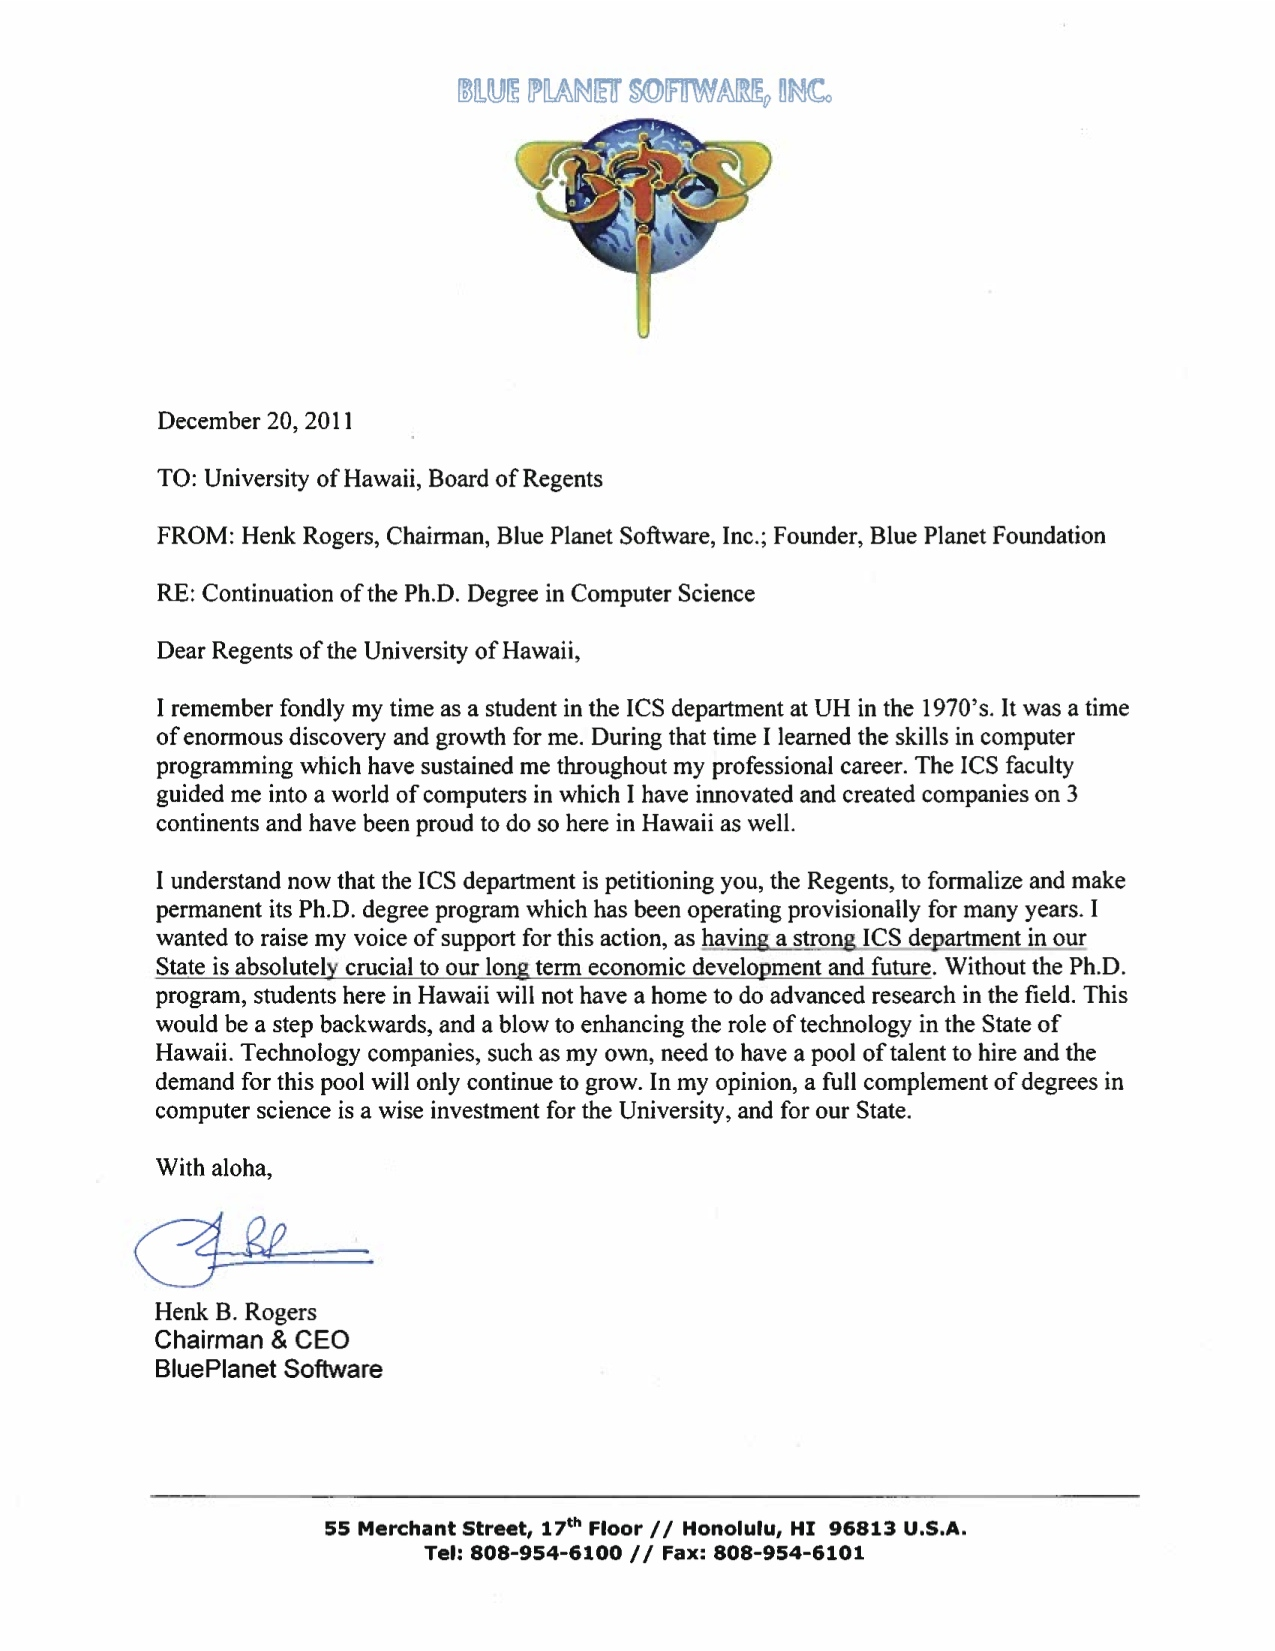 BLUE PLANET SOFTWARE, INC.
BPS
December 20, 2011
TO: University of Hawaii, Board of Regents
FROM: Henk Rogers, Chairman, Blue Planet Software, Inc.; Founder, Blue Planet Foundation
RE: Continuation of the Ph.D. Degree in Computer Science
Dear Regents of the University of Hawaii,
I remember fondly my time as a student in the ICS department at UH in the 1970's. It was a time
of enormous discovery and growth for me. During that time I learned the skills in computer
programming which have sustained me throughout my professional career. The ICS faculty
guided me into a world of computers in which I have innovated and created companies on 3
continents and have been proud to do so here in Hawaii as well.
I understand now that the ICS department is petitioning you, the Regents, to formalize and make
permanent its Ph.D. degree program which has been operating provisionally for many years. I
wanted to raise my voice of support for this action, as having a strong ICS department in our
State is absolutely crucial to our long term economic development and future. Without the Ph.D.
program, students here in Hawaii will not have a home to do advanced research in the field. This
would be a step backwards, and a blow to enhancing the role of technology in the State of
Hawaii. Technology companies, such as my own, need to have a pool of talent to hire and the
demand for this pool will only continue to grow. In my opinion, a full complement of degrees in
computer science is a wise investment for the University, and for our State.
With aloha,
Henk B. Rogers
Chairman & CEO
BluePlanet Software
55 Merchant Street, 17th Floor // Honolulu, HI 96813 U.S.A.
Tel: 808-954-6100 // Fax: 808-954-6101